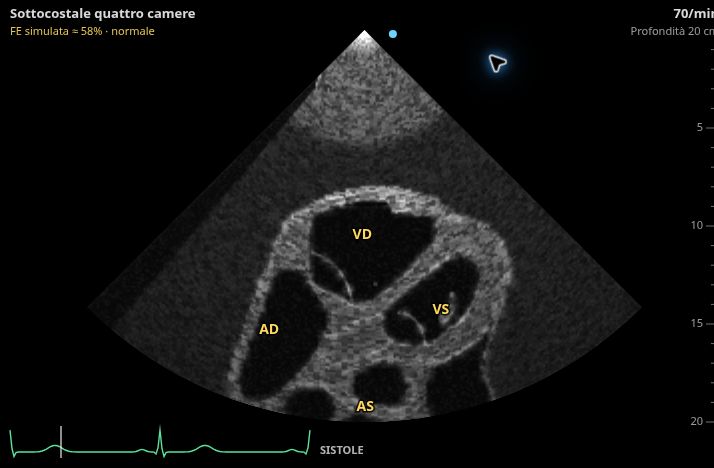 Sottocostale quattro camere
70/min
FE simulata ≈ 58% · normale
Profondità 20 cm
5
10
15
20
VD
VS
AD
AS
SISTOLE